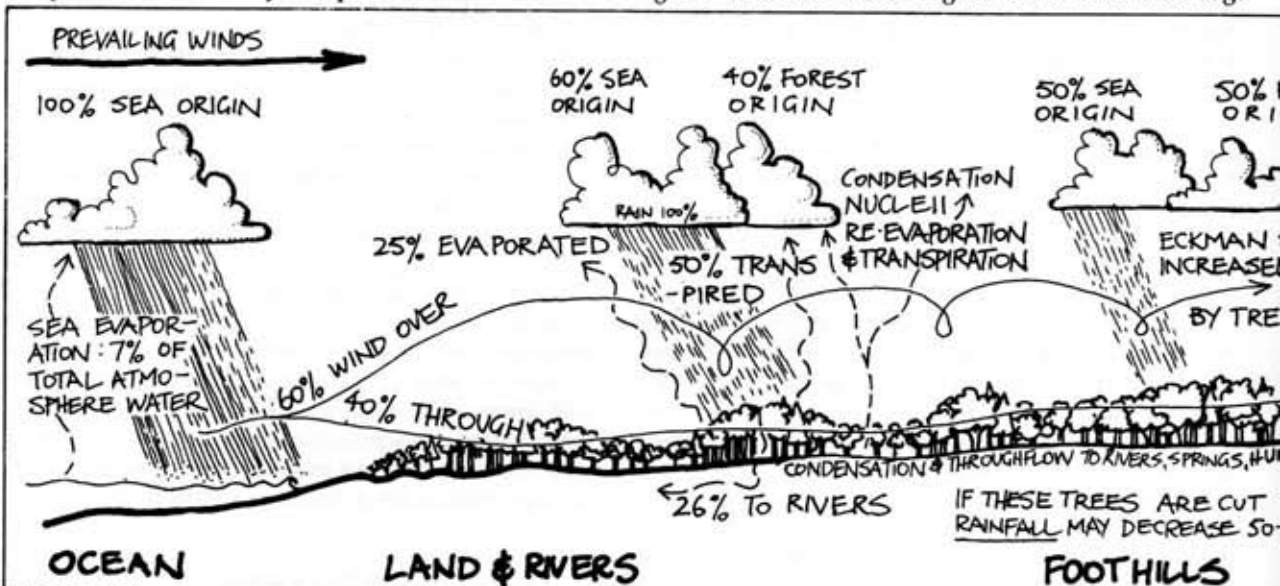 PREVAILING WINDS
100% SEA ORIGIN
60% SEA
ORIGIN
40% FOREST
ORIGIN
50% SEA
ORIGIN
50%
RAIN 100%
CONDENSATION
NUCLEII
RE-EVAPORATION
& TRANSPIRATION
25% EVAPORATED
50% TRANS
-PIRED
ECKMAN
BY
SEA EVAPOR-
ATION: 7% OF
TOTAL ATMO-
SPHERE WATER
60% WIND OVER
40% THROUGH
CONDENSATION & THROUGHFLOW TO RIVERS, SPRINGS,
26% TO RIVERS
IF THESE TREES ARE CUT
RAINFALL MAY DECREASE
OCEAN
LAND & RIVERS
FOOTHILLS